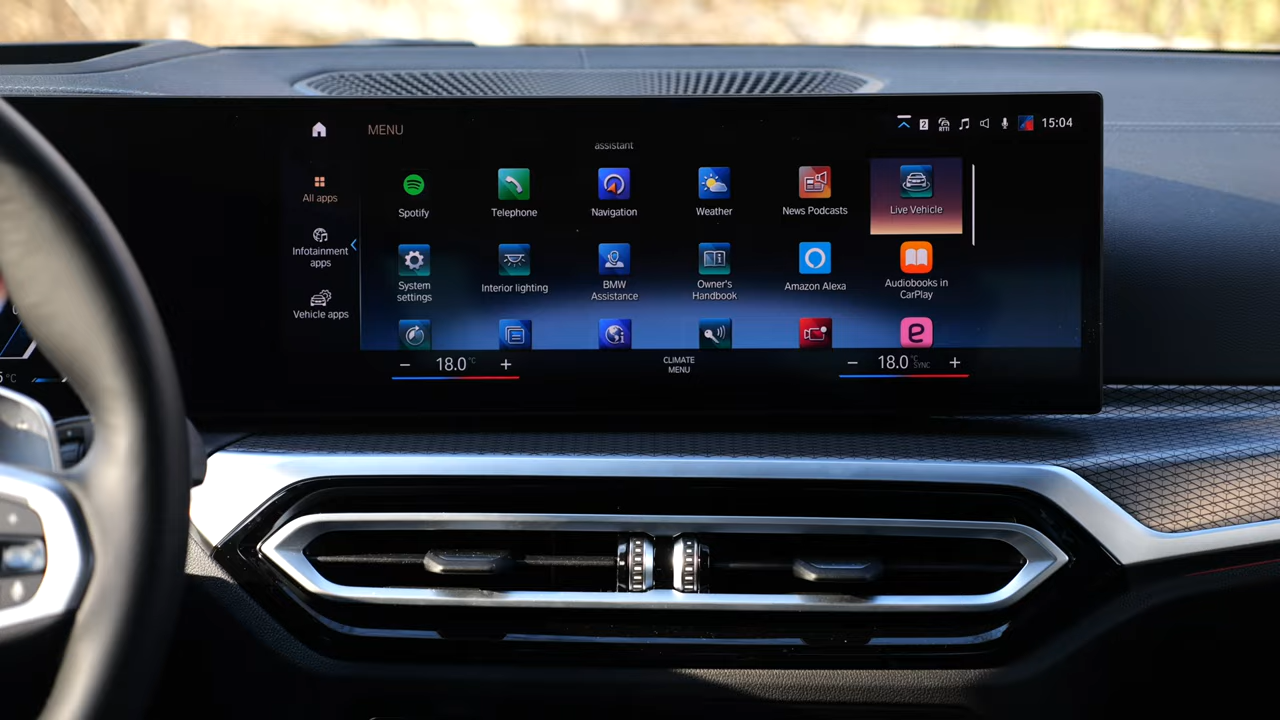 MENU
2
RTTI
15:04
assistant
All apps
Spotify
Telephone
Navigation
Weather
News Podcasts
Live Vehicle
Infotainment
apps
System
settings
Interior lighting
BMW
Assistance
Owner's
Handbook
Amazon Alexa
Audiobooks in
CarPlay
Vehicle apps
e
− 18.0 °C +
CLIMATE
MENU
− 18.0 °C +
SYNC
°C